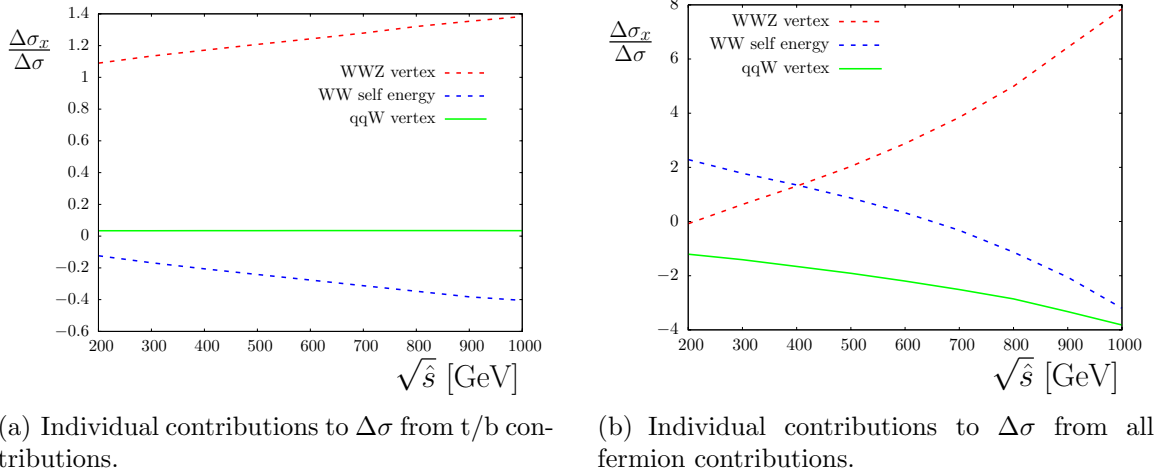 Δσx/Δσ
1.4
1.2
1
0.8
0.6
0.4
0.2
0
−0.2
−0.4
−0.6
200 300 400 500 600 700 800 900 1000
WWZ vertex
WW self energy
qqW vertex
√ŝ [GeV]
(a) Individual contributions to Δσ from t/b con-
tributions.
Δσx/Δσ
8
6
4
2
0
−2
−4
200 300 400 500 600 700 800 900 1000
WWZ vertex
WW self energy
qqW vertex
√ŝ [GeV]
(b) Individual contributions to Δσ from all
fermion contributions.